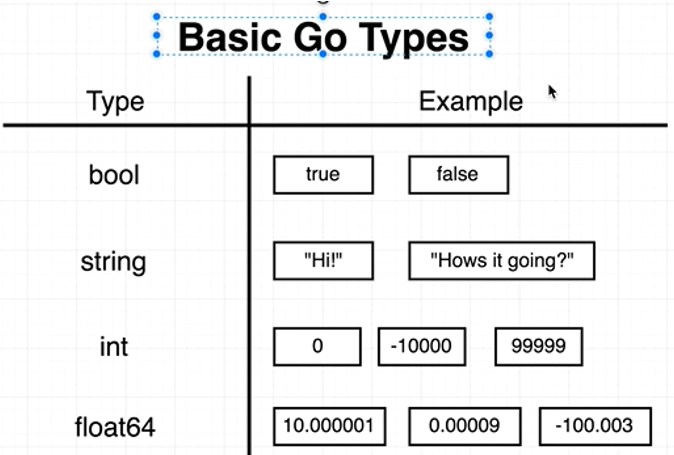 Basic Go Types
Type Example
bool true false
string "Hi!" "Hows it going?"
int 0 -10000 99999
float64 10.000001 0.00009 -100.003